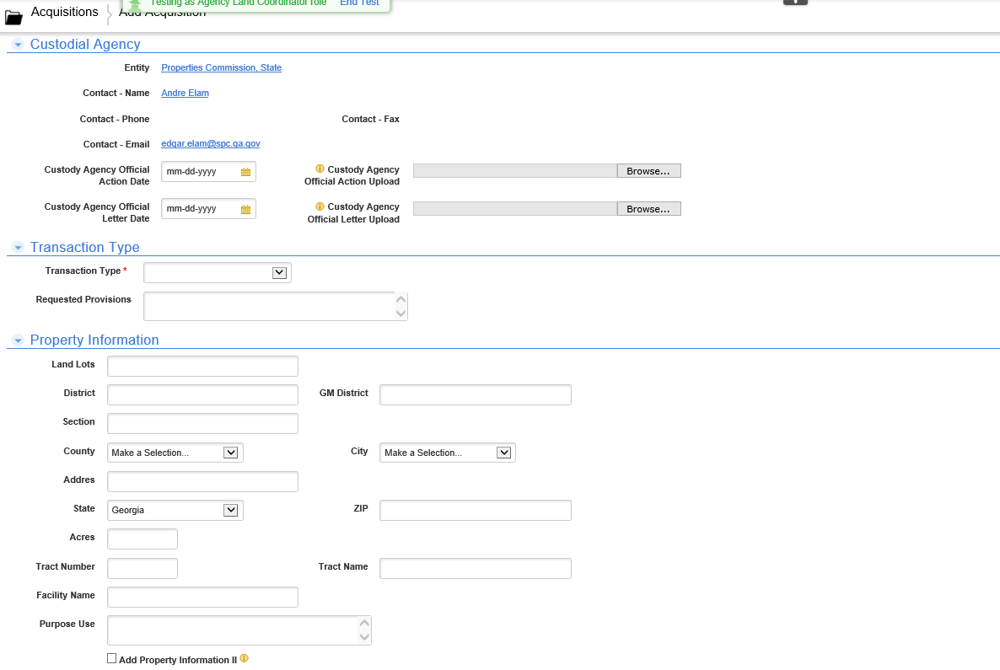 Testing as Agency Land Coordinator role End Test
Acquisitions Add Acquisition
Custodial Agency
Entity Properties Commission, State
Contact - Name Andre Elam
Contact - Phone Contact - Fax
Contact - Email edgar.elam@spc.ga.gov
Custody Agency Official Action Date mm-dd-yyyy Custody Agency Official Action Upload Browse...
Custody Agency Official Letter Date mm-dd-yyyy Custody Agency Official Letter Upload Browse...
Transaction Type
Transaction Type *
Requested Provisions
Property Information
Land Lots
District GM District
Section
County Make a Selection... City Make a Selection...
Addres
State Georgia ZIP
Acres
Tract Number Tract Name
Facility Name
Purpose Use
Add Property Information II